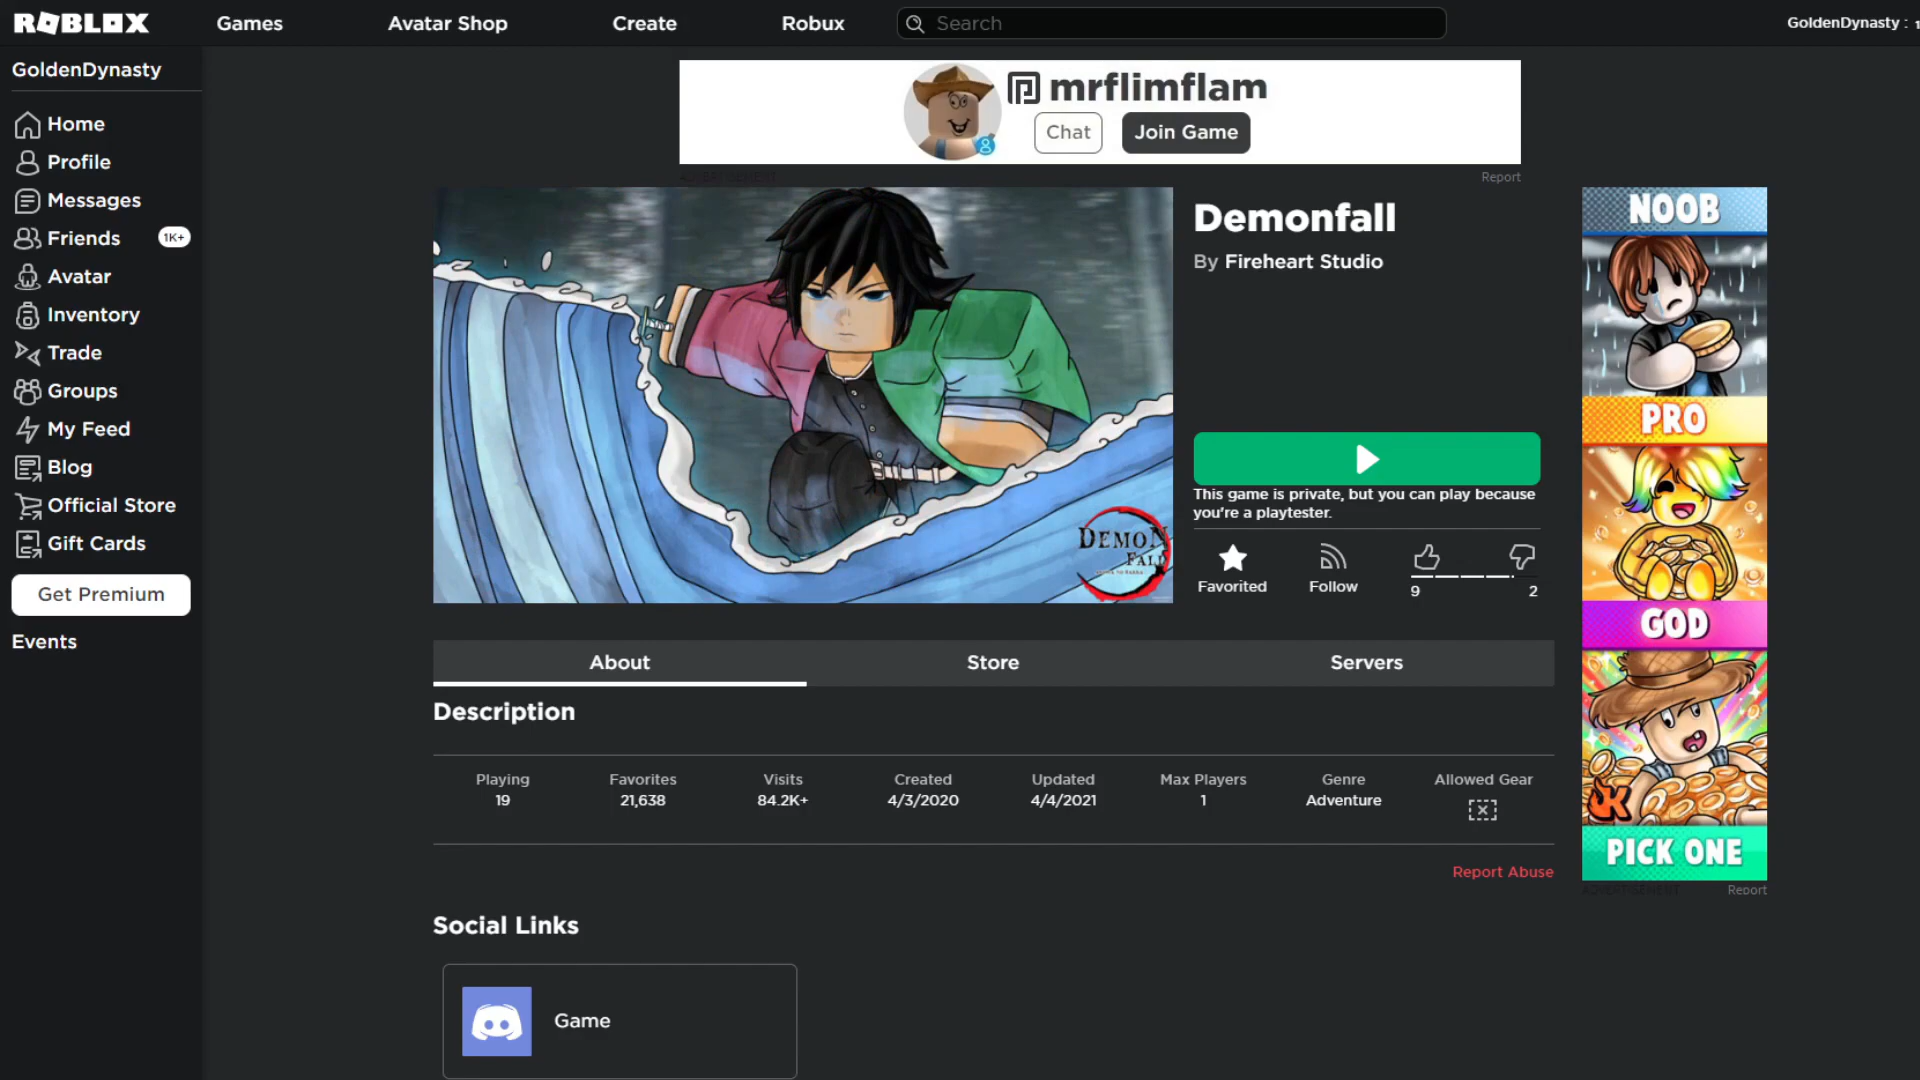 ROBLOX
Games
Avatar Shop
Create
Robux
Search
GoldenDynasty :
GoldenDynasty
Home
Profile
Messages
Friends
1K+
Avatar
Inventory
Trade
Groups
My Feed
Blog
Official Store
Gift Cards
Get Premium
Events
mrflimflam
Chat
Join Game
ADVERTISEMENT
Report
DEMON
FALL
Demonfall
By Fireheart Studio
This game is private, but you can play because
you're a playtester.
Favorited
Follow
9
2
NOOB
PRO
GOD
PICK ONE
ADVERTISEMENT
Report
About
Store
Servers
Description
Playing
19
Favorites
21,638
Visits
84.2K+
Created
4/3/2020
Updated
4/4/2021
Max Players
1
Genre
Adventure
Allowed Gear
Report Abuse
Social Links
Game